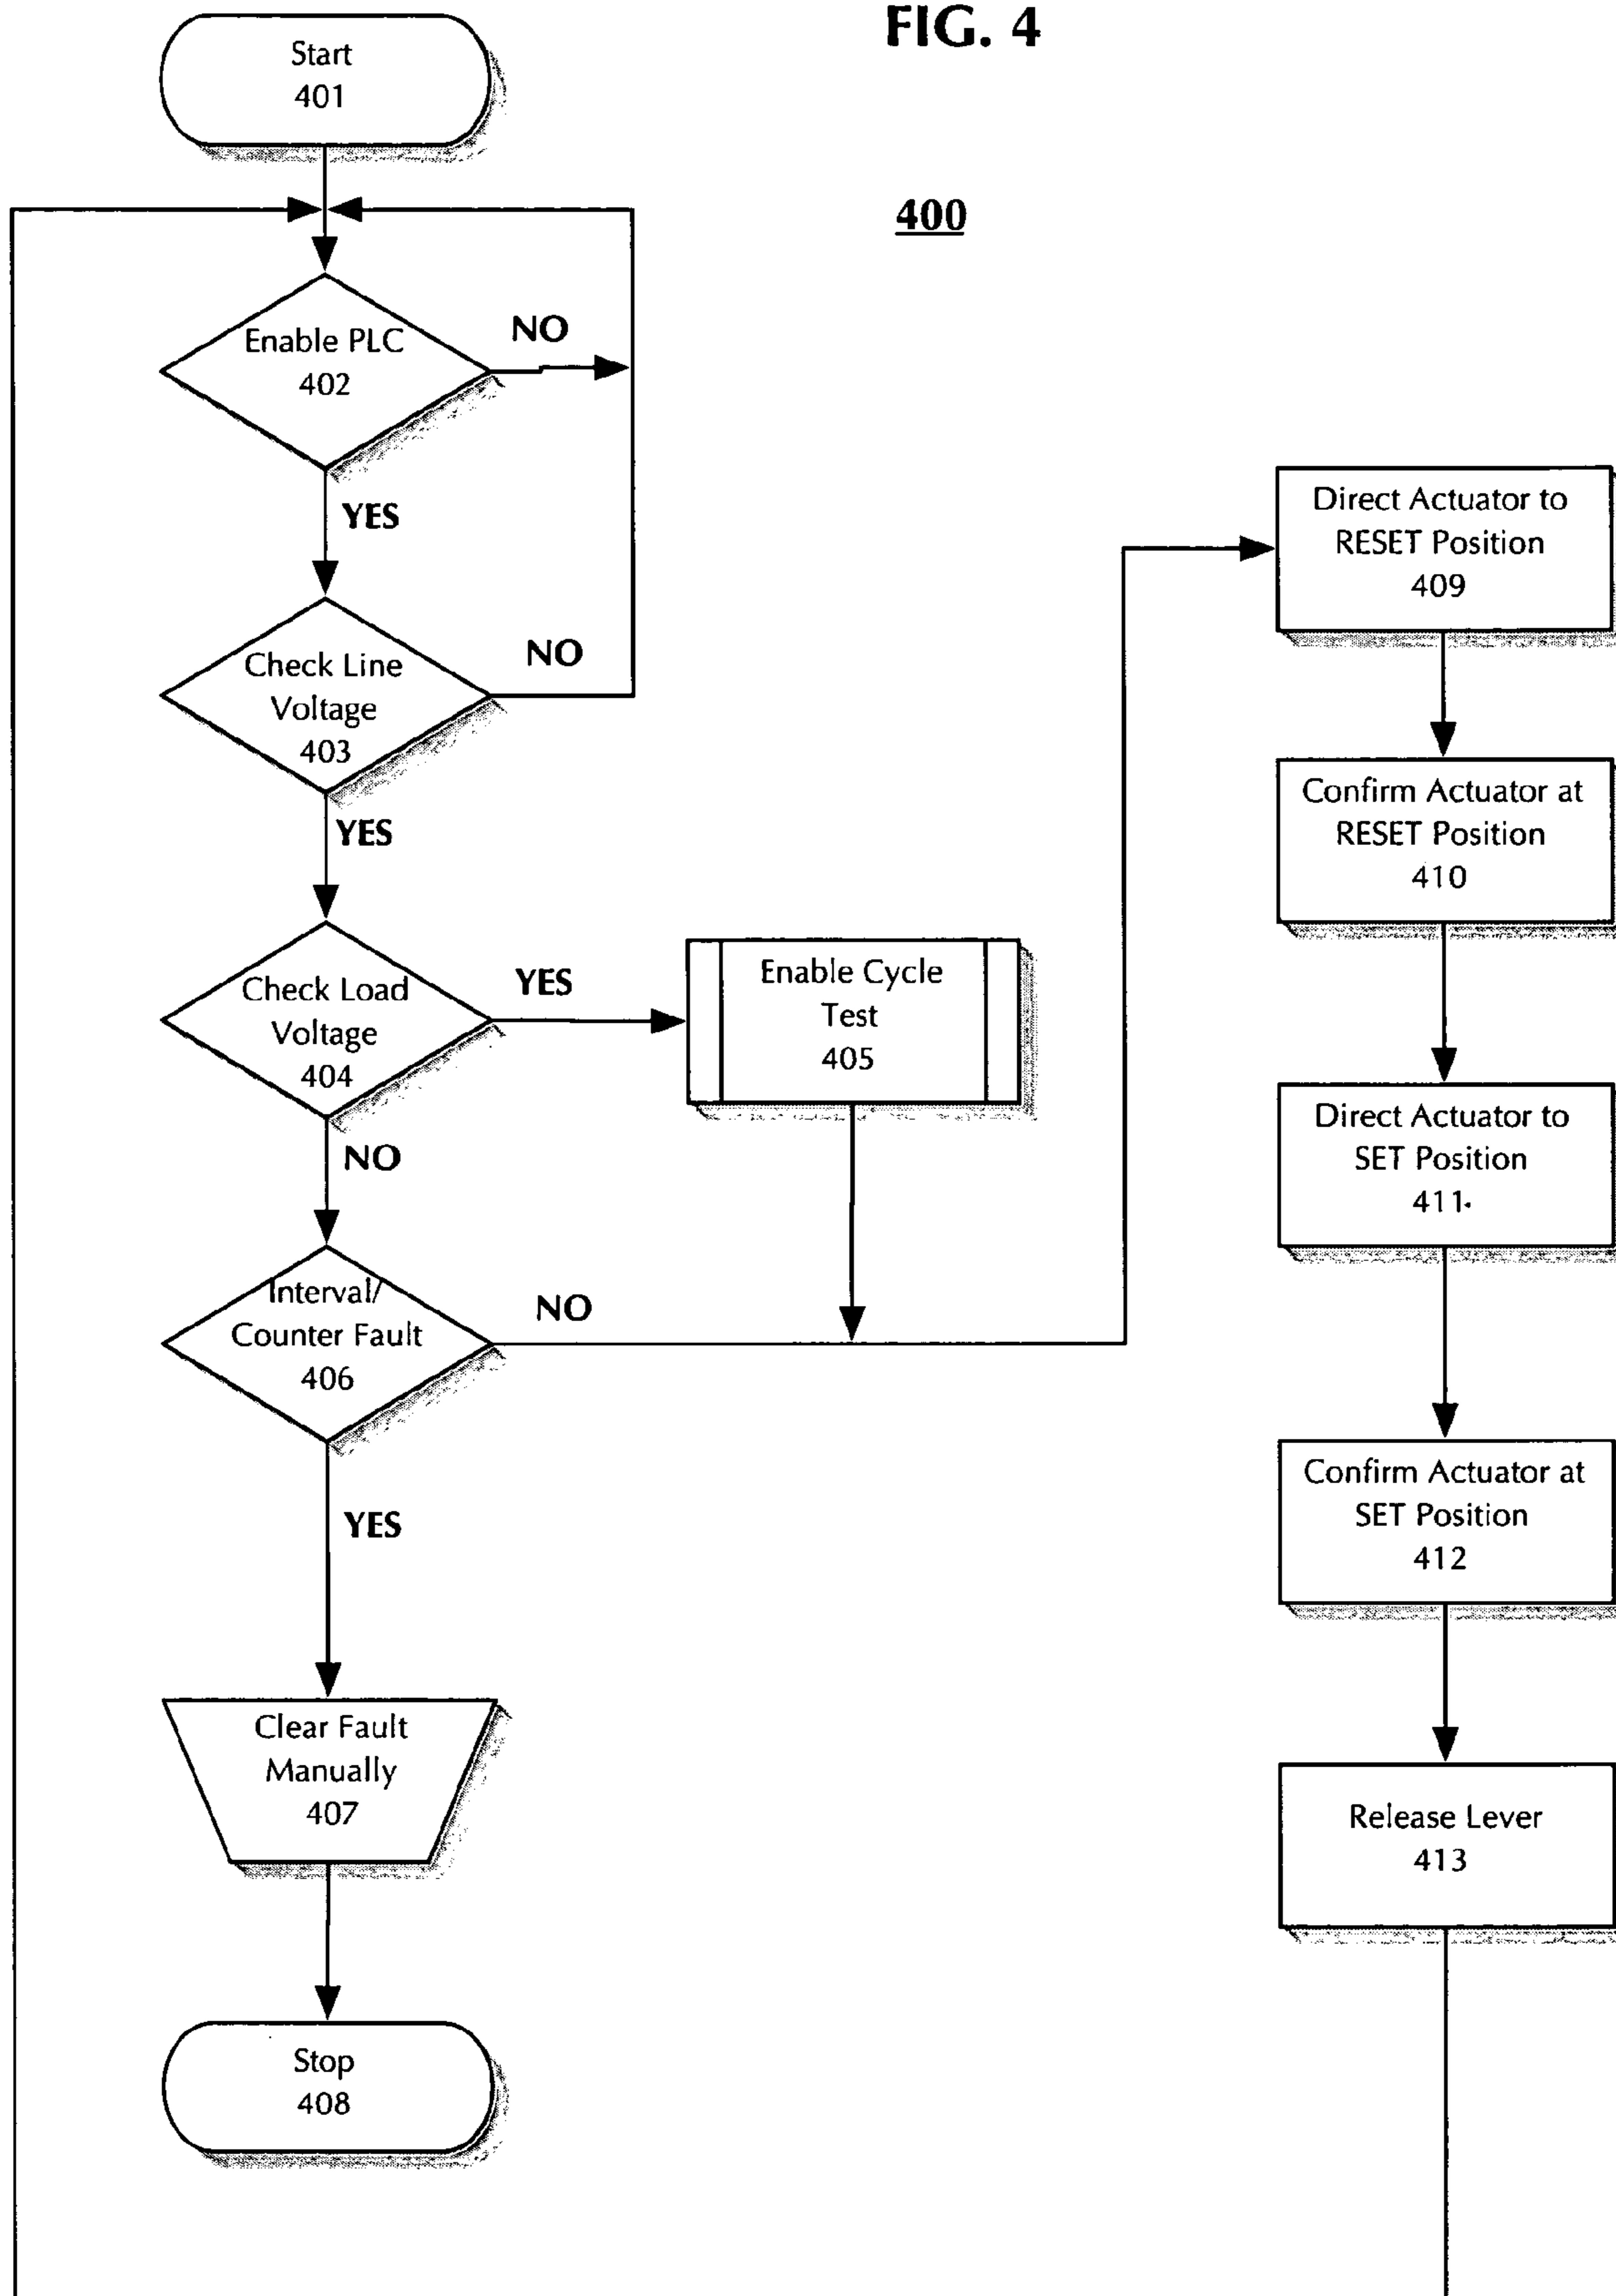 FIG. 4
400
Start
401
Enable PLC
402
NO
YES
Check Line
Voltage
403
NO
YES
Check Load
Voltage
404
YES
NO
Enable Cycle
Test
405
Interval/
Counter Fault
406
NO
YES
Clear Fault
Manually
407
Stop
408
Direct Actuator to
RESET Position
409
Confirm Actuator at
RESET Position
410
Direct Actuator to
SET Position
411
Confirm Actuator at
SET Position
412
Release Lever
413